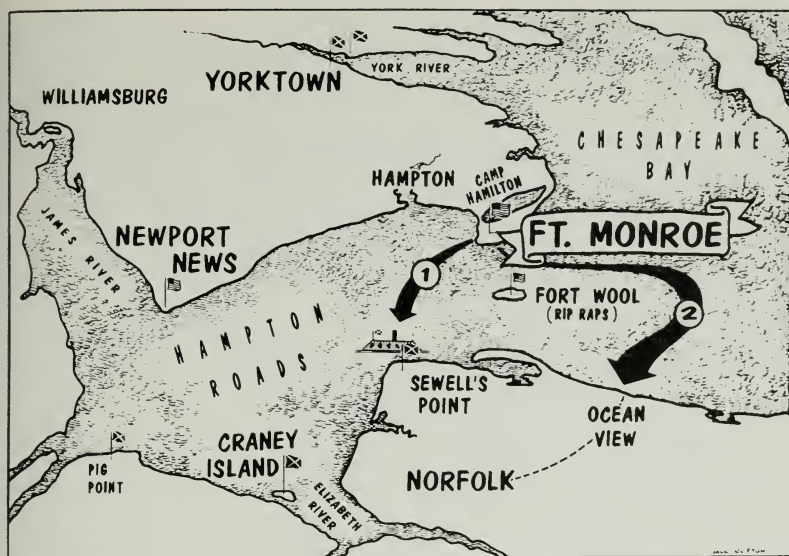 YORKTOWN
YORK RIVER
WILLIAMSBURG
CHESAPEAKE
BAY
HAMPTON
CAMP
HAMILTON
JAMES RIVER
NEWPORT
NEWS
FT. MONROE
1
FORT WOOL
(RIP RAPS)
2
HAMPTON
ROADS
SEWELL'S
POINT
OCEAN
VIEW
CRANEY
ISLAND
PIG
POINT
NORFOLK
ELIZABETH
RIVER